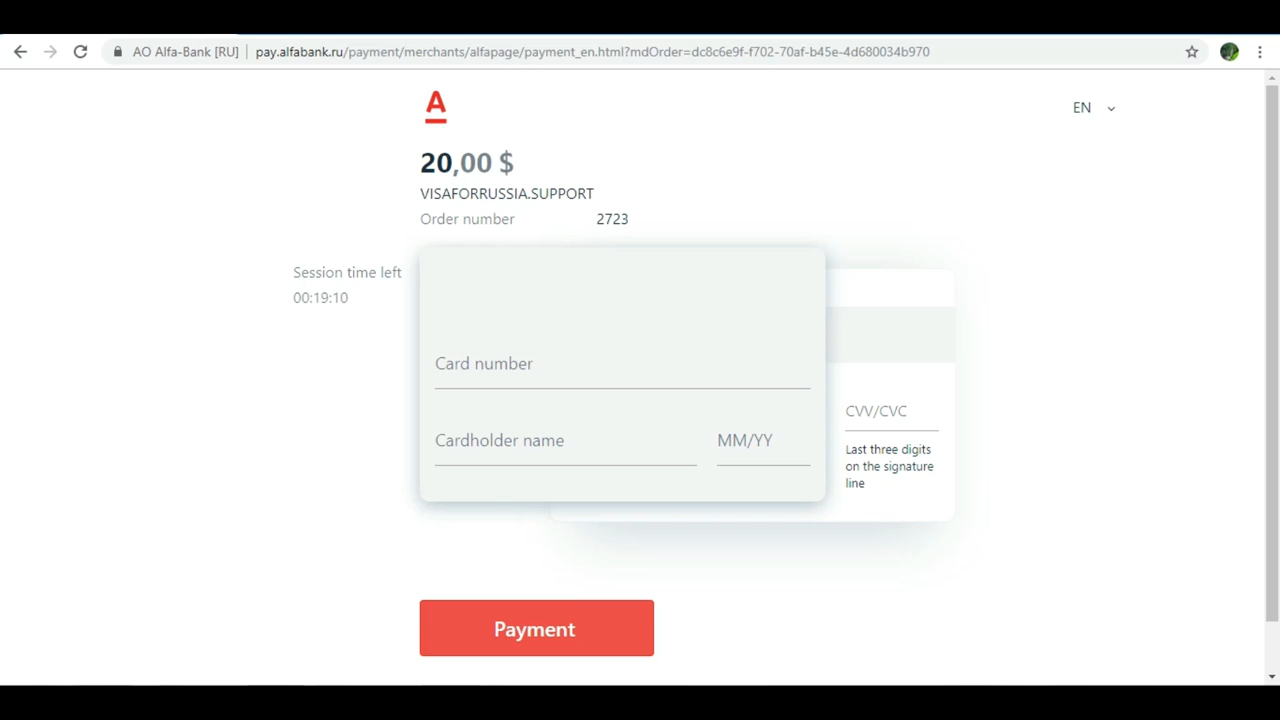 AO Alfa-Bank [RU] pay.alfabank.ru/payment/merchants/alfapage/payment_en.html?mdOrder=dc8c6e9f-f702-70af-b45e-4d680034b970
A
EN
20,00 $
VISAFORRUSSIA.SUPPORT
Order number 2723
Session time left
00:19:10
Card number
Cardholder name MM/YY
CVV/CVC
Last three digits
on the signature
line
Payment